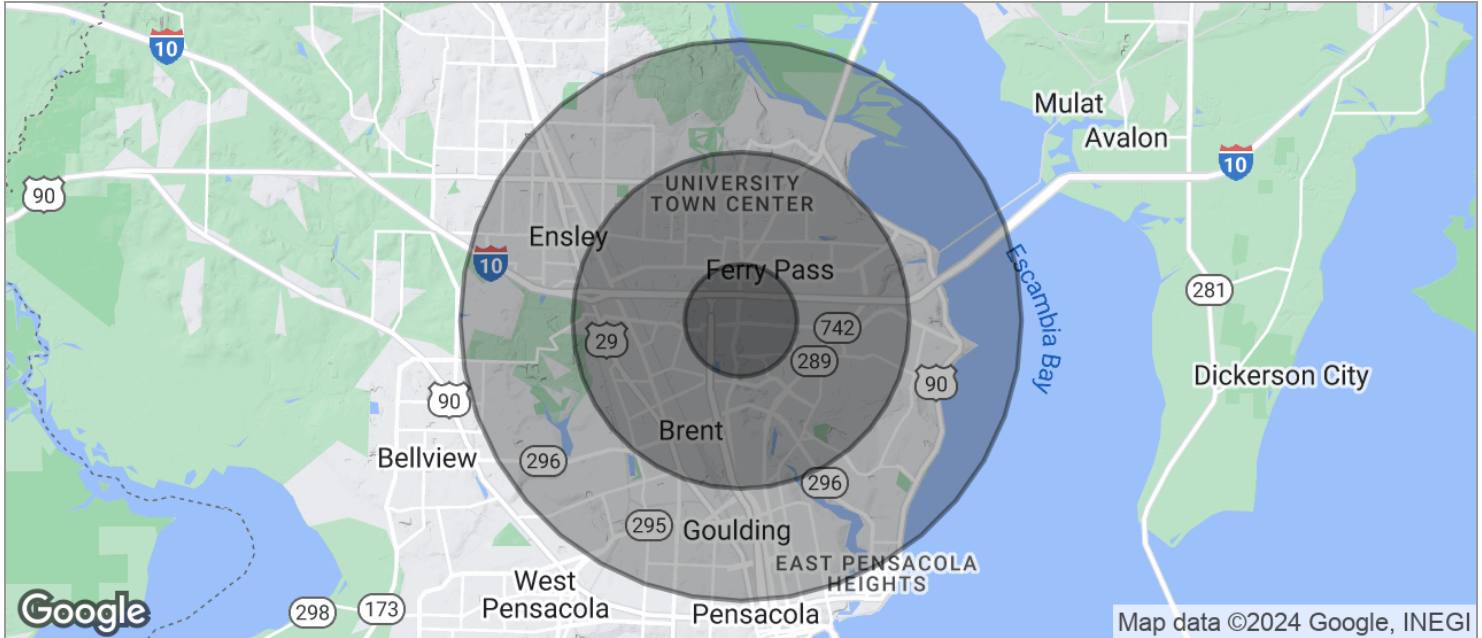 10
Mulat
Avalon
10
90
UNIVERSITY
TOWN CENTER
Ensley
10
Ferry Pass
Escambia Bay
281
29
742
289
90
Dickerson City
90
Brent
Bellview
296
296
295
Goulding
EAST PENSACOLA
HEIGHTS
West
Pensacola
298
173
Pensacola
Google
Map data ©2024 Google, INEGI